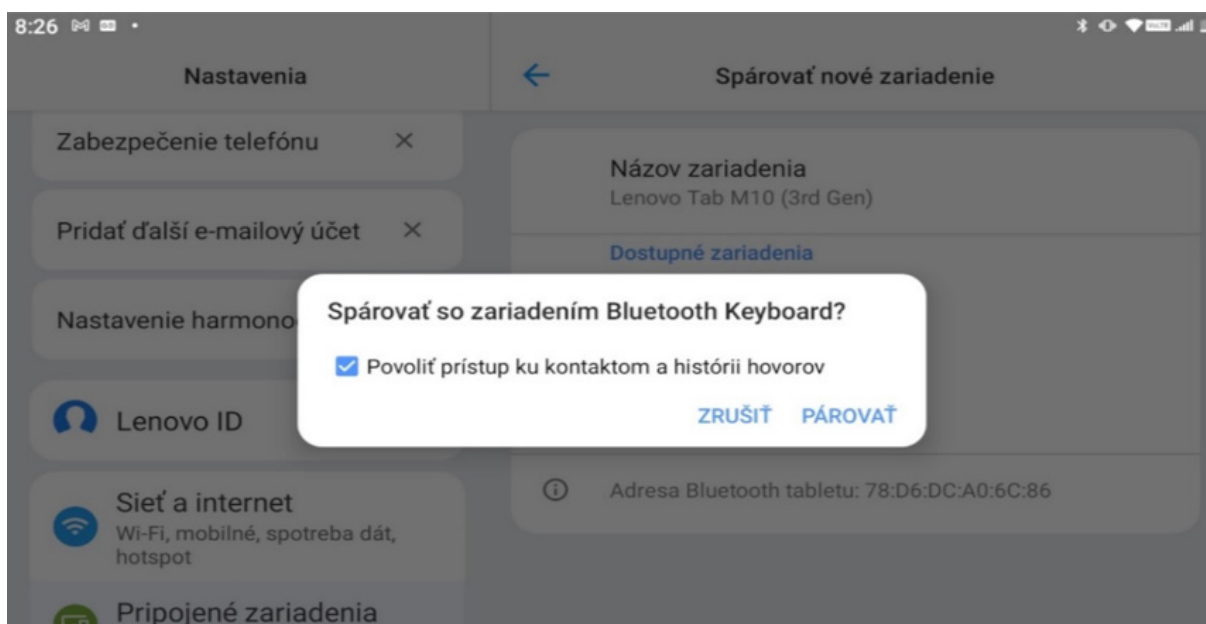 8:26
Nastavenia
Zabezpečenie telefónu
Pridať ďalší e-mailový účet
Nastavenie harmono
Lenovo ID
Sieť a internet
Wi-Fi, mobilné, spotreba dát,
hotspot
Pripojené zariadenia
Spárovať nové zariadenie
Názov zariadenia
Lenovo Tab M10 (3rd Gen)
Dostupné zariadenia
Spárovať so zariadením Bluetooth Keyboard?
Povoliť prístup ku kontaktom a histórii hovorov
ZRUŠIŤ PÁROVAŤ
Adresa Bluetooth tabletu: 78:D6:DC:A0:6C:86